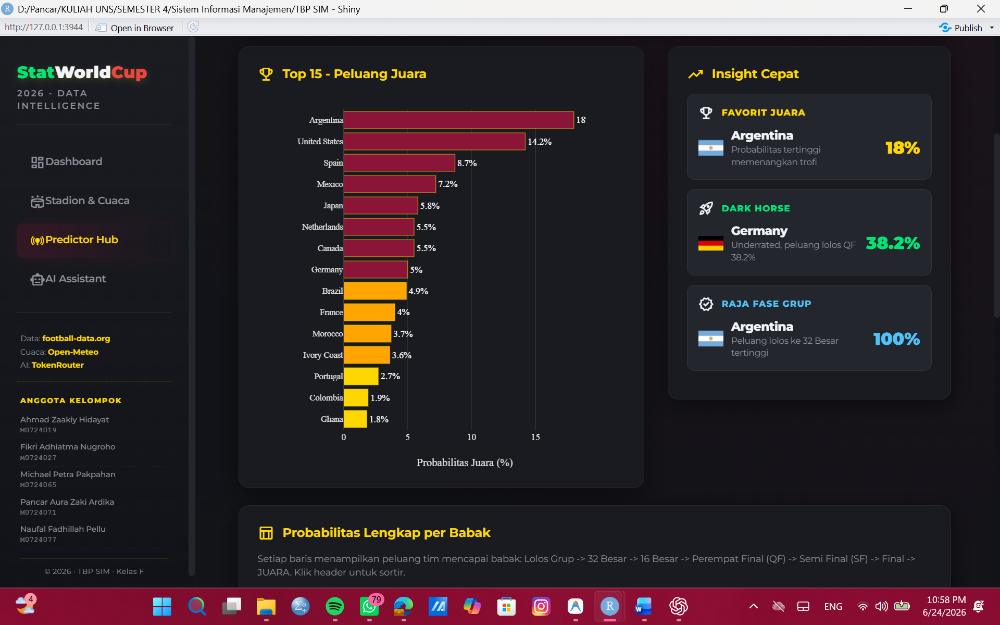 D:/Pancar/KULIAH UNS/SEMESTER 4/Sistem Informasi Manajemen/TBP SIM - Shiny
http://127.0.0.1:3944
Open in Browser
Publish
StatWorldCup
2026 - DATA
INTELLIGENCE
Dashboard
Stadion & Cuaca
Predictor Hub
AI Assistant
Data: football-data.org
Cuaca: Open-Meteo
AI: TokenRouter
ANGGOTA KELOMPOK
Ahmad Zaakiy Hidayat
M0724019
Fikri Adhiatma Nugroho
M0724027
Michael Petra Pakpahan
M0724065
Pancar Aura Zaki Ardika
M0724071
Naufal Fadhillah Pellu
M0724077
© 2026 · TBP SIM · Kelas F
Top 15 - Peluang Juara
Argentina 18
United States 14.2%
Spain 8.7%
Mexico 7.2%
Japan 5.8%
Netherlands 5.5%
Canada 5.5%
Germany 5%
Brazil 4.9%
France 4%
Morocco 3.7%
Ivory Coast 3.6%
Portugal 2.7%
Colombia 1.9%
Ghana 1.8%
0 5 10 15
Probabilitas Juara (%)
Insight Cepat
FAVORIT JUARA
Argentina
Probabilitas tertinggi
memenangkan trofi
18%
DARK HORSE
Germany
Underrated, peluang lolos QF
38.2%
38.2%
RAJA FASE GRUP
Argentina
Peluang lolos ke 32 Besar
tertinggi
100%
Probabilitas Lengkap per Babak
Setiap baris menampilkan peluang tim mencapai babak: Lolos Grup -> 32 Besar -> 16 Besar -> Perempat Final (QF) -> Semi Final (SF) -> Final ->
JUARA. Klik header untuk sortir.
4
79
ENG
10:58 PM
6/24/2026